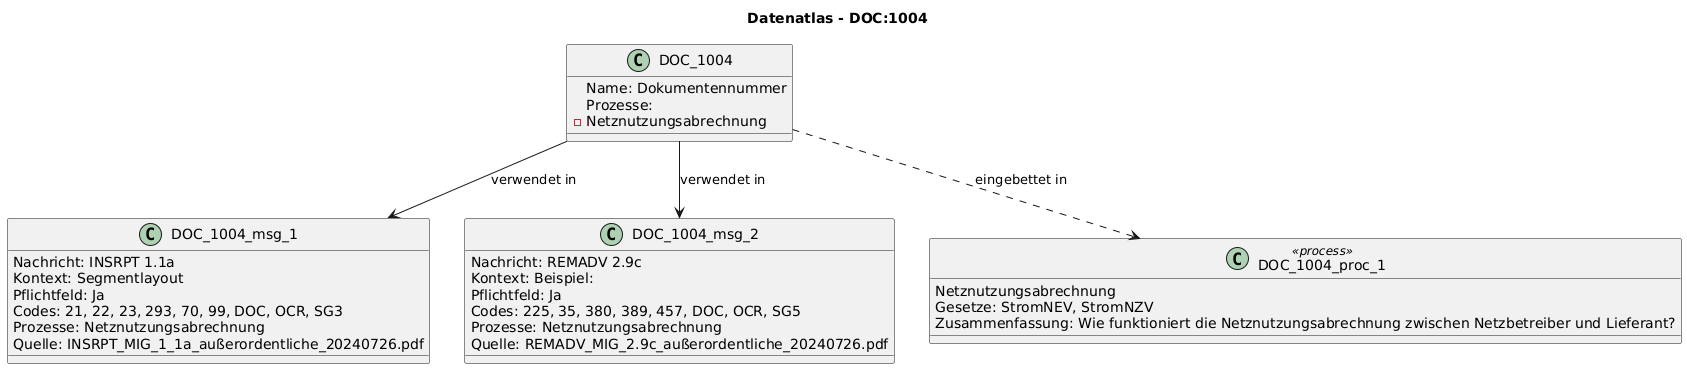 Datenatlas - DOC:1004
C DOC_1004
Name: Dokumentennummer
Prozesse:
Netznutzungsabrechnung
verwendet in
verwendet in
eingebettet in
C DOC_1004_msg_1
Nachricht: INSRPT 1.1a
Kontext: Segmentlayout
Pflichtfeld: Ja
Codes: 21, 22, 23, 293, 70, 99, DOC, OCR, SG3
Prozesse: Netznutzungsabrechnung
Quelle: INSRPT_MIG_1_1a_außerordentliche_20240726.pdf
C DOC_1004_msg_2
Nachricht: REMADV 2.9c
Kontext: Beispiel:
Pflichtfeld: Ja
Codes: 225, 35, 380, 389, 457, DOC, OCR, SG5
Prozesse: Netznutzungsabrechnung
Quelle: REMADV_MIG_2.9c_außerordentliche_20240726.pdf
«process»
C DOC_1004_proc_1
Netznutzungsabrechnung
Gesetze: StromNEV, StromNZV
Zusammenfassung: Wie funktioniert die Netznutzungsabrechnung zwischen Netzbetreiber und Lieferant?